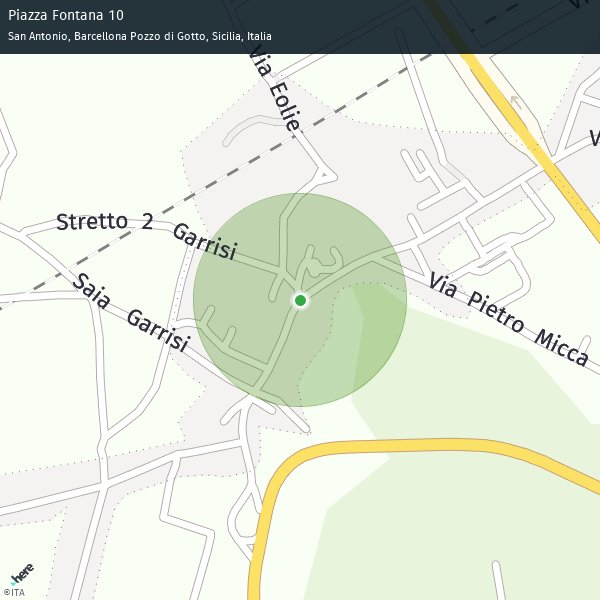 Piazza Fontana 10
San Antonio, Barcellona Pozzo di Gotto, Sicilia, Italia
Via Eolie
Stretto 2 Garrisi
Saia Garrisi
Via Pietro Micca
here
©ITA